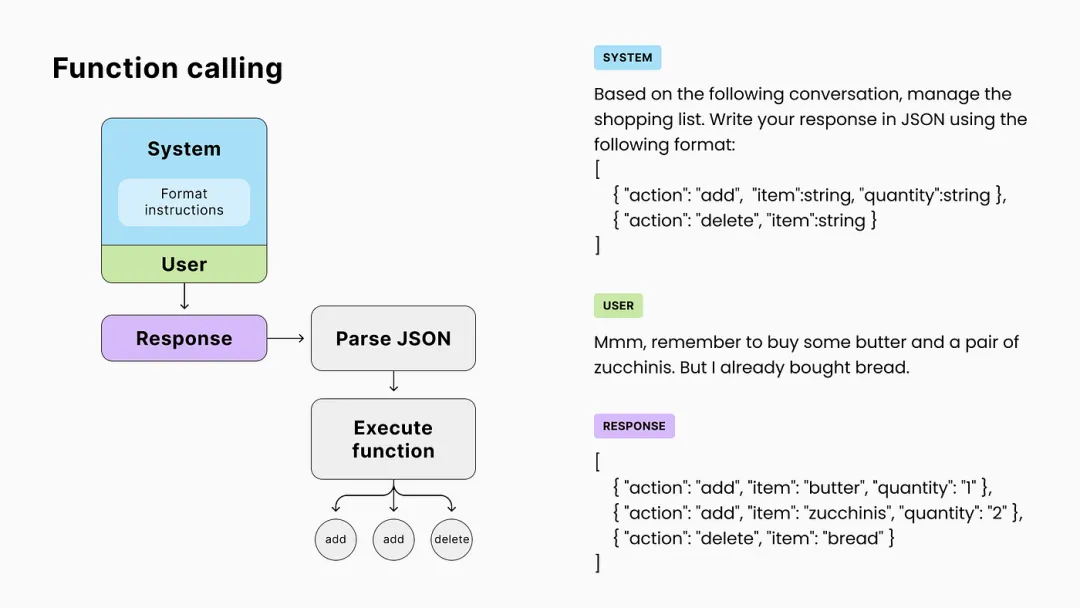 Function calling
System
Format
instructions
User
Response
Parse JSON
Execute
function
add
add
delete
SYSTEM
Based on the following conversation, manage the
shopping list. Write your response in JSON using the
following format:
[
{ "action": "add",  "item":string, "quantity":string },
{ "action": "delete", "item":string }
]
USER
Mmm, remember to buy some butter and a pair of
zucchinis. But I already bought bread.
RESPONSE
[
{ "action": "add", "item": "butter", "quantity": "1" },
{ "action": "add", "item": "zucchinis", "quantity": "2" },
{ "action": "delete", "item": "bread" }
]